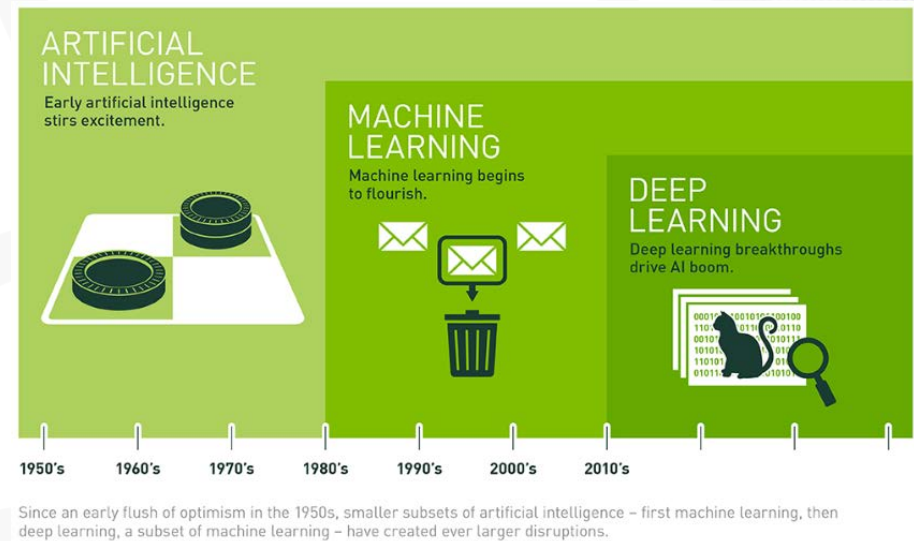 ARTIFICIAL
INTELLIGENCE
Early artificial intelligence
stirs excitement.
MACHINE
LEARNING
Machine learning begins
to flourish.
DEEP
LEARNING
Deep learning breakthroughs
drive AI boom.
1950's 1960's 1970's 1980's 1990's 2000's 2010's
Since an early flush of optimism in the 1950s, smaller subsets of artificial intelligence – first machine learning, then
deep learning, a subset of machine learning – have created ever larger disruptions.